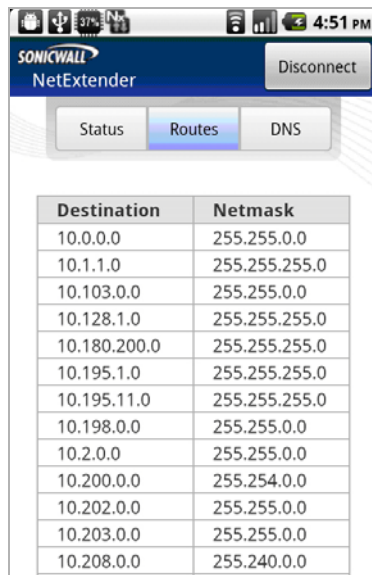 37% Nx 4:51 PM
SONICWALL
NetExtender
Disconnect
Status Routes DNS
Destination Netmask
10.0.0.0 255.255.0.0
10.1.1.0 255.255.255.0
10.103.0.0 255.255.0.0
10.128.1.0 255.255.255.0
10.180.200.0 255.255.255.0
10.195.1.0 255.255.255.0
10.195.11.0 255.255.255.0
10.198.0.0 255.255.0.0
10.2.0.0 255.255.0.0
10.200.0.0 255.254.0.0
10.202.0.0 255.255.0.0
10.203.0.0 255.255.0.0
10.208.0.0 255.240.0.0